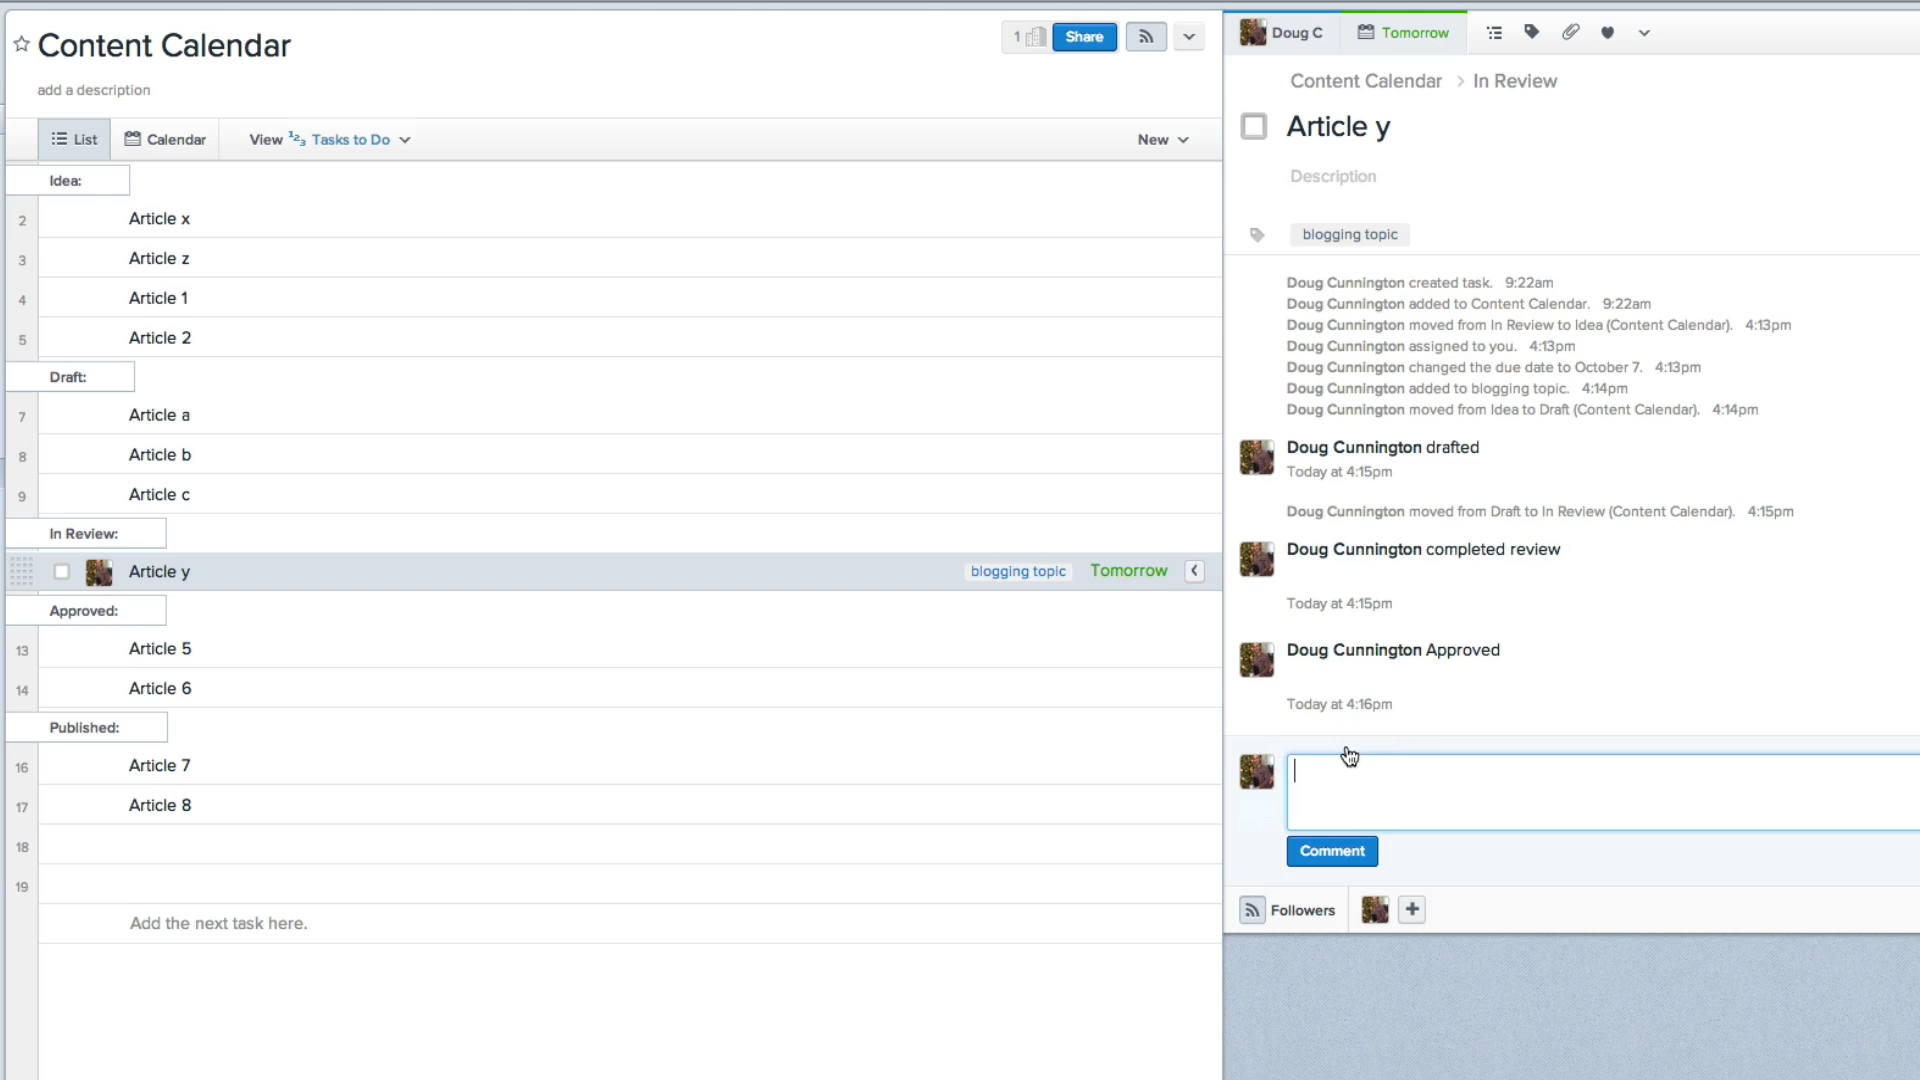 Content Calendar
add a description
1
Share
List
Calendar
View 1 2 3 Tasks to Do
New
Idea:
2 Article x
3 Article z
4 Article 1
5 Article 2
Draft:
7 Article a
8 Article b
9 Article c
In Review:
Article y blogging topic Tomorrow
Approved:
13 Article 5
14 Article 6
Published:
16 Article 7
17 Article 8
18
19
Add the next task here.
Doug C
Tomorrow
Content Calendar > In Review
Article y
Description
blogging topic
Doug Cunnington created task. 9:22am
Doug Cunnington added to Content Calendar. 9:22am
Doug Cunnington moved from In Review to Idea (Content Calendar). 4:13pm
Doug Cunnington assigned to you. 4:13pm
Doug Cunnington changed the due date to October 7. 4:13pm
Doug Cunnington added to blogging topic. 4:14pm
Doug Cunnington moved from Idea to Draft (Content Calendar). 4:14pm
Doug Cunnington drafted
Today at 4:15pm
Doug Cunnington moved from Draft to In Review (Content Calendar). 4:15pm
Doug Cunnington completed review
Today at 4:15pm
Doug Cunnington Approved
Today at 4:16pm
Comment
Followers